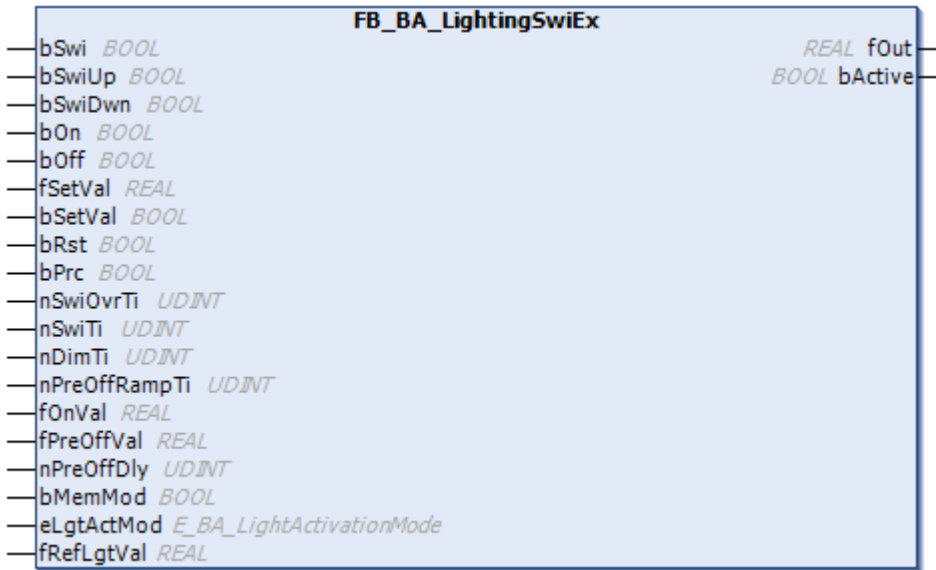 FB_BA_LightingSwiEx
bSwi BOOL REAL fOut
bSwiUp BOOL BOOL bActive
bSwiDwn BOOL
bOn BOOL
bOff BOOL
fSetVal REAL
bSetVal BOOL
bRst BOOL
bPrc BOOL
nSwiOvrTi UDINT
nSwiTi UDINT
nDimTi UDINT
nPreOffRampTi UDINT
fOnVal REAL
fPreOffVal REAL
nPreOffDly UDINT
bMemMod BOOL
eLgtActMod E_BA_LightActivationMode
fRefLgtVal REAL